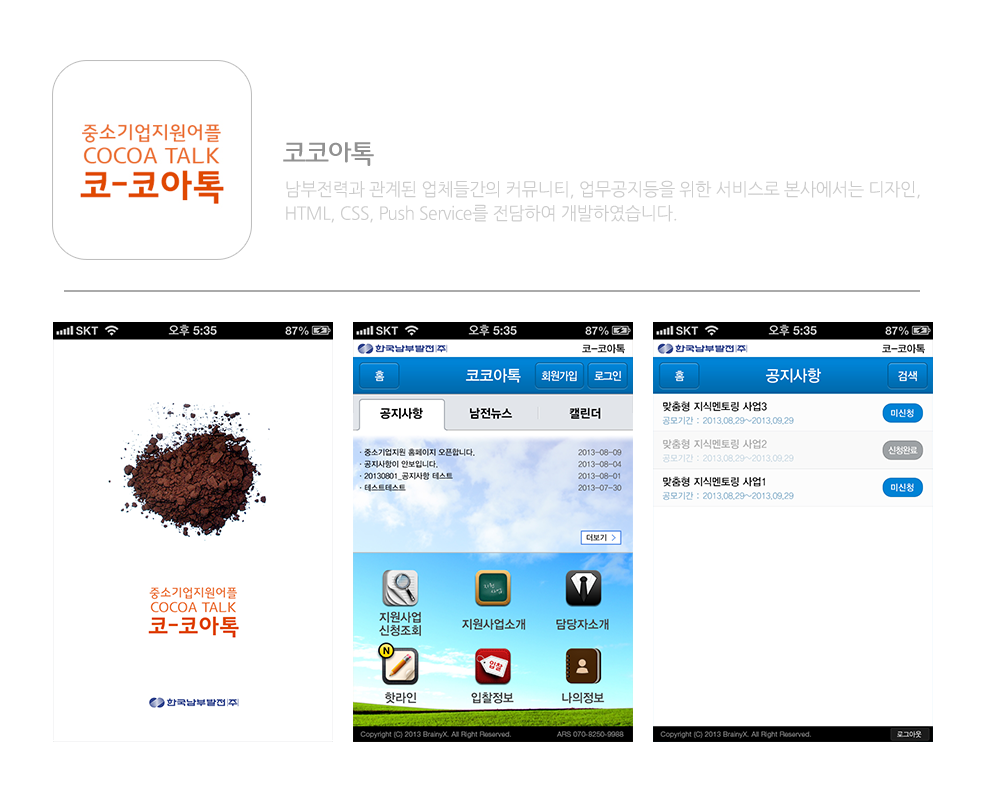 중소기업지원어플
COCOA TALK
코-코아톡
코코아톡
남부전력과 관계된 업체들간의 커뮤니티, 업무공지등을 위한 서비스로 본사에서는 디자인,
HTML, CSS, Push Service를 전담하여 개발하였습니다.
SKT 오후 5:35 87%
중소기업지원어플
COCOA TALK
코-코아톡
한국남부발전(주)
SKT 오후 5:35 87%
한국남부발전(주) 코-코아톡
홈 코코아톡 회원가입 로그인
공지사항 남전뉴스 캘린더
· 중소기업지원 홈페이지 오픈합니다. 2013-08-09
· 공지사항이 안보입니다. 2013-08-04
· 20130801_공지사항 테스트 2013-08-01
· 테스트테스트 2013-07-30
더보기 >
지원사업
신청조회
지원사업소개
담당자소개
N
핫라인
입찰
입찰정보
나의정보
Copyright (C) 2013 BrainyX. All Right Reserved. ARS 070-8250-9988
SKT 오후 5:35 87%
한국남부발전(주) 코-코아톡
홈 공지사항 검색
맞춤형 지식멘토링 사업3
공모기간 : 2013.08.29~2013.09.29
미신청
맞춤형 지식멘토링 사업2
공모기간 : 2013.08.29~2013.09.29
신청완료
맞춤형 지식멘토링 사업1
공모기간 : 2013.08.29~2013.09.29
미신청
Copyright (C) 2013 BrainyX. All Right Reserved. 로그아웃